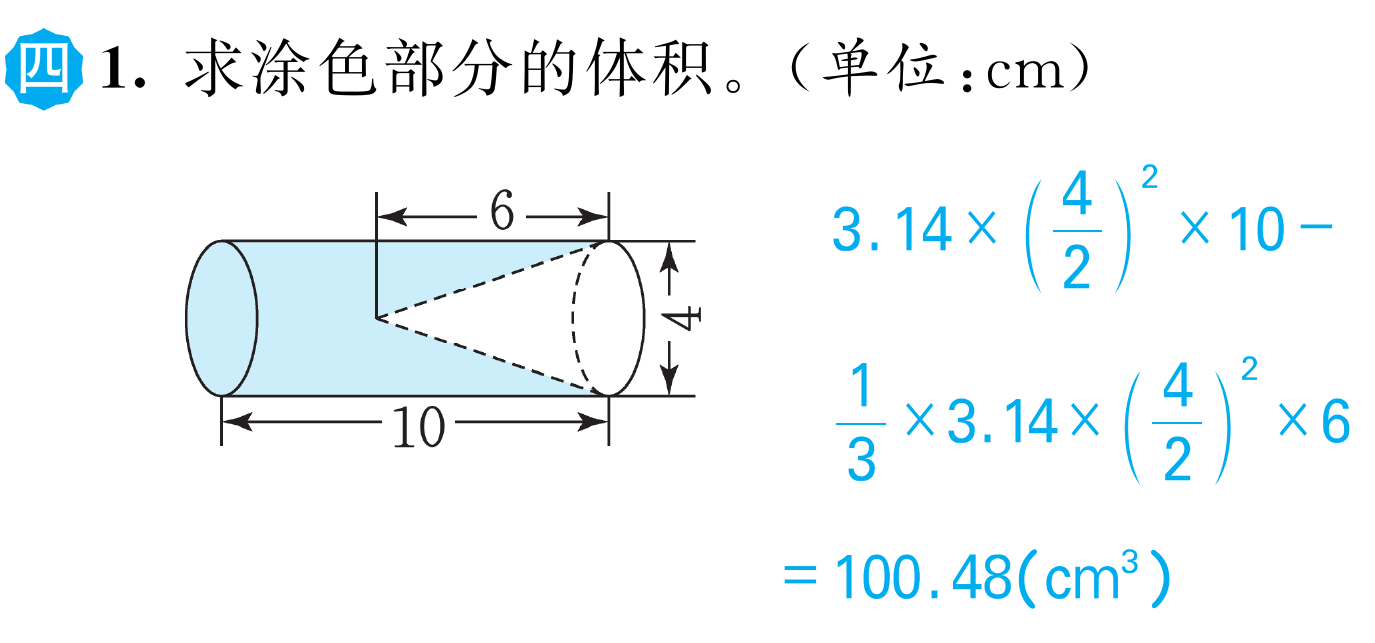 四 1. 求涂色部分的体积。(单位:cm)
6
4
10
3.14×(4/2)²×10−
1/3×3.14×(4/2)²×6
=100.48(cm³)